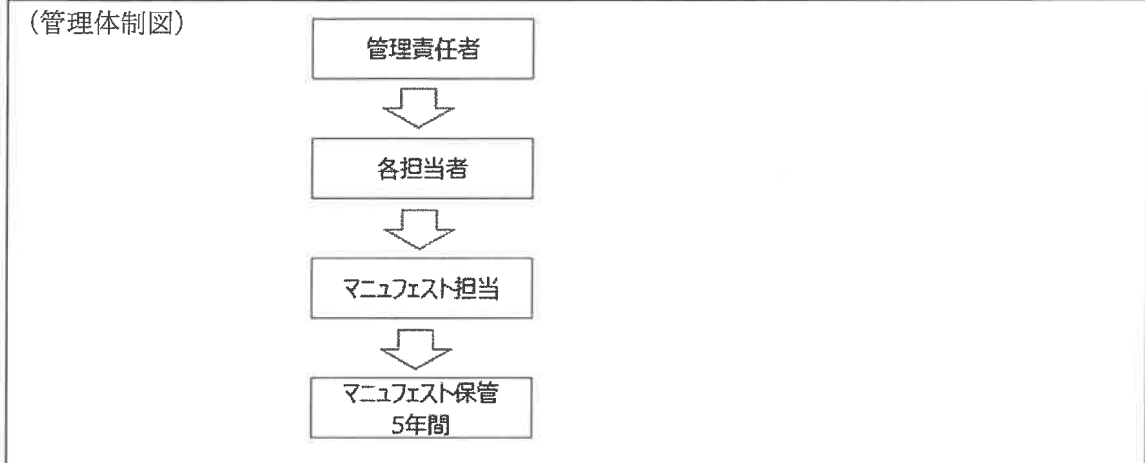 （管理体制図）
管理責任者
各担当者
マニュフェスト担当
マニュフェスト保管
5年間